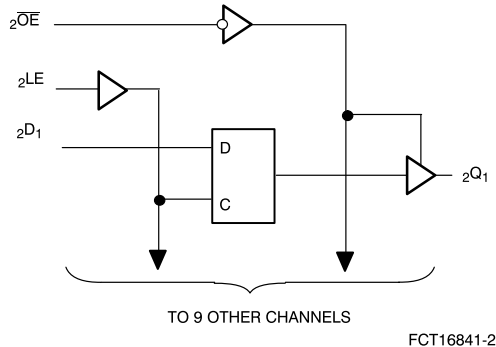 2OE
2LE
2D1
D
C
2Q1
TO 9 OTHER CHANNELS
FCT16841-2